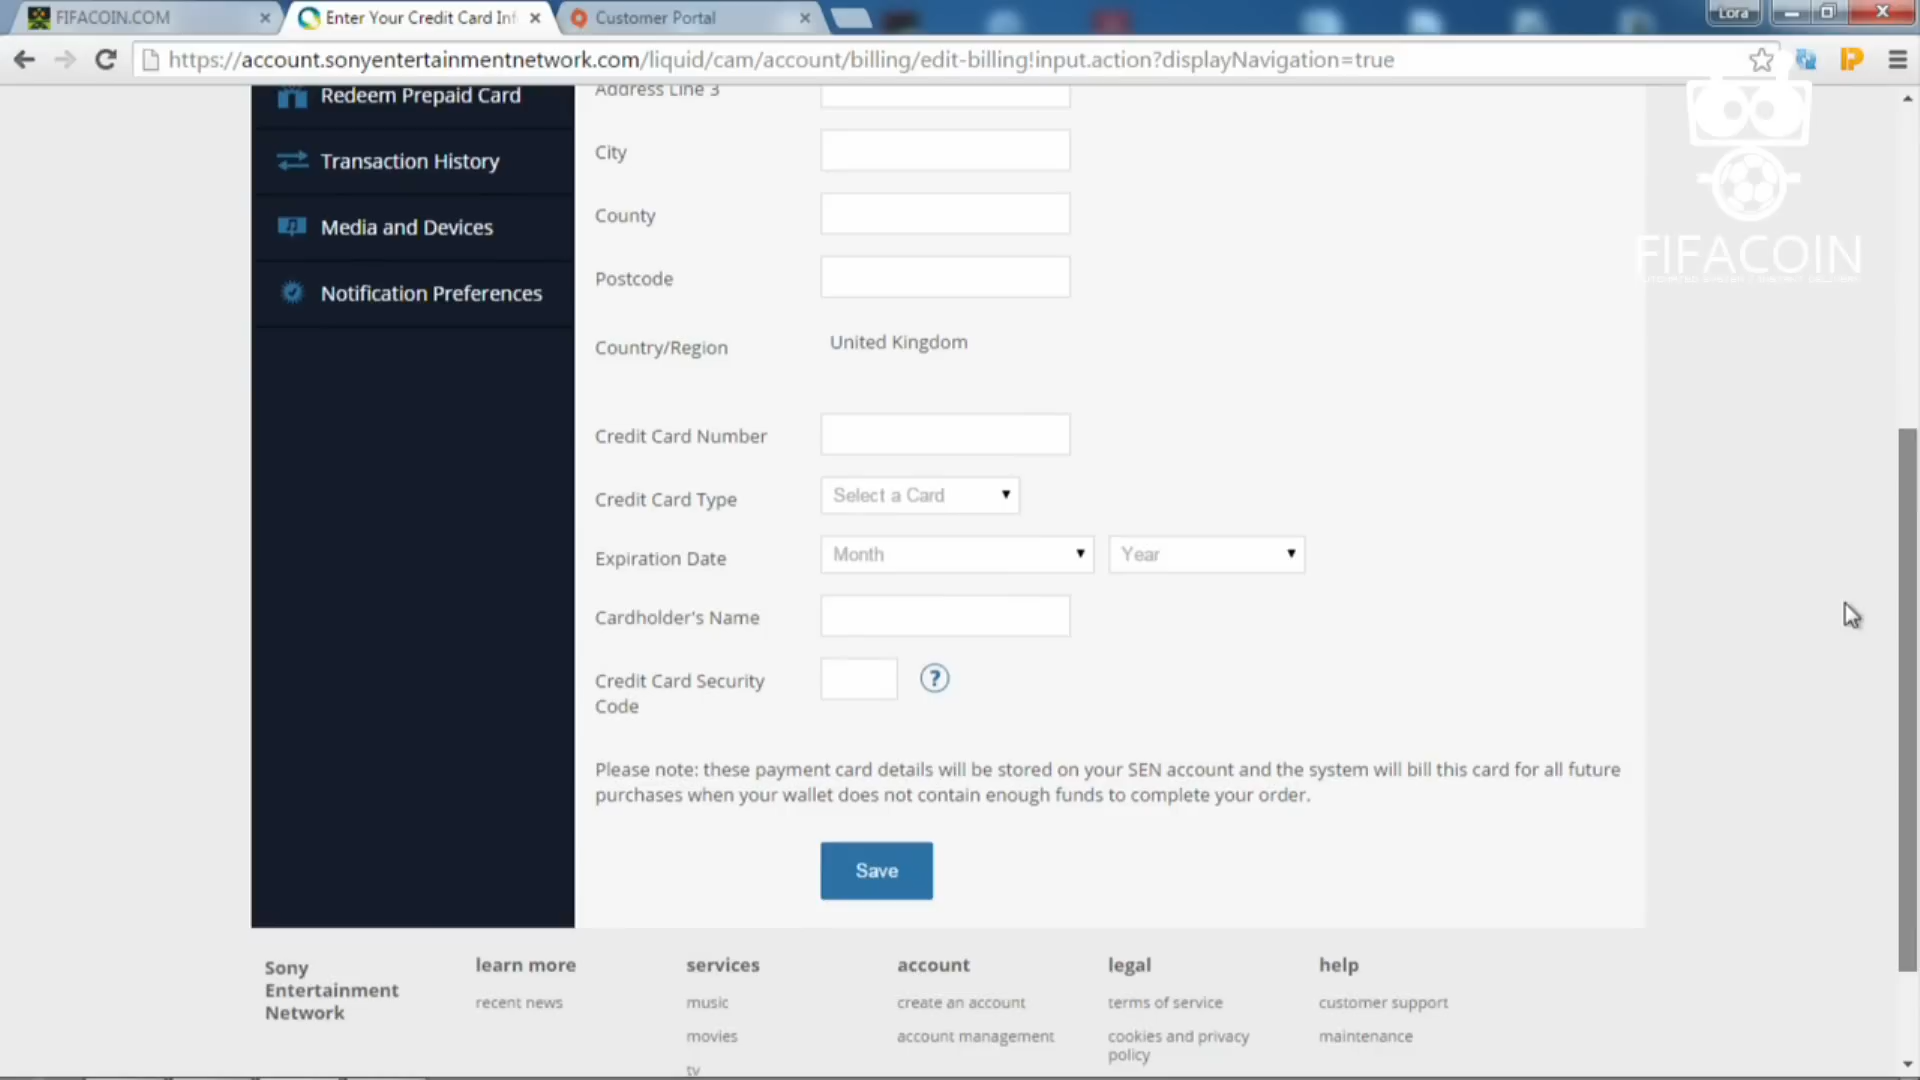 FIFACOIN.COM
Enter Your Credit Card Inf
Customer Portal
Lora
https://account.sonyentertainmentnetwork.com/liquid/cam/account/billing/edit-billing!input.action?displayNavigation=true
Redeem Prepaid Card
Transaction History
Media and Devices
Notification Preferences
Address Line 3
City
County
Postcode
Country/Region United Kingdom
Credit Card Number
Credit Card Type Select a Card
Expiration Date Month Year
Cardholder's Name
Credit Card Security
Code
?
Please note: these payment card details will be stored on your SEN account and the system will bill this card for all future
purchases when your wallet does not contain enough funds to complete your order.
Save
FIFACOIN
Sony
Entertainment
Network
learn more
recent news
services
music
movies
tv
account
create an account
account management
legal
terms of service
cookies and privacy
policy
help
customer support
maintenance